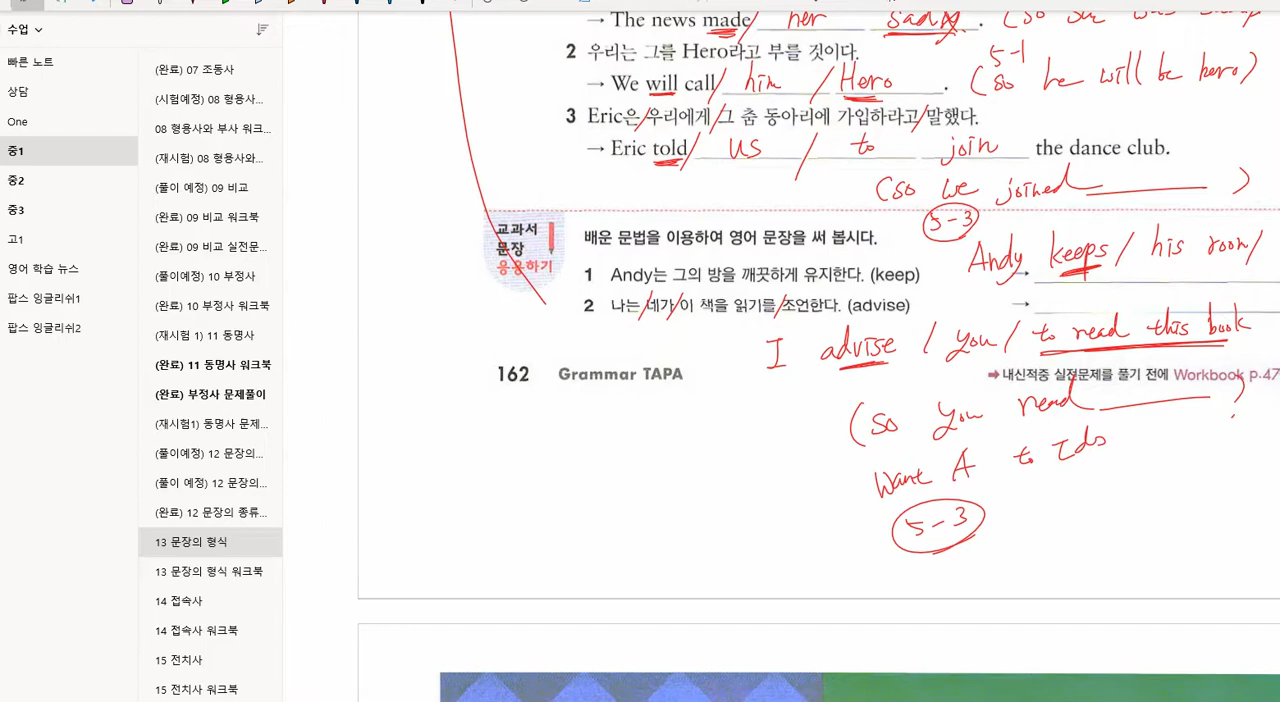 수업
빠른 노트
상담
One
중1
중2
중3
고1
영어 학습 뉴스
팝스 잉글리쉬1
팝스 잉글리쉬2
(완료) 07 조동사
(시험예정) 08 형용사...
08 형용사와 부사 워크...
(재시험) 08 형용사와...
(풀이 예정) 09 비교
(완료) 09 비교 워크북
(완료) 09 비교 실전문...
(풀이예정) 10 부정사
(완료) 10 부정사 워크북
(재시험 1) 11 동명사
(완료) 11 동명사 워크북
(완료) 부정사 문제풀이
(재시험1) 동명사 문제...
(풀이예정) 12 문장의...
(풀이 예정) 12 문장의...
(완료) 12 문장의 종류...
13 문장의 형식
13 문장의 형식 워크북
14 접속사
14 접속사 워크북
15 전치사
15 전치사 워크북
→ The news made / her sad . (so she was
2 우리는 그를 Hero라고 부를 것이다.
5-1
→ We will call / him / Hero . (so he will be hero)
3 Eric은/우리에게/그 춤 동아리에 가입하라고/말했다.
→ Eric told / us / to join the dance club.
(so we joined )
5-3
교과서
문장
응용하기
배운 문법을 이용하여 영어 문장을 써 봅시다.
1 Andy는 그의 방을 깨끗하게 유지한다. (keep) → Andy keeps / his room /
2 나는/네가/이 책을 읽기를/조언한다. (advise) →
I advise / you / to read this book
162 Grammar TAPA
➡내신적중 실전문제를 풀기 전에 Workbook p.47
(so you read )
want A to
5-3